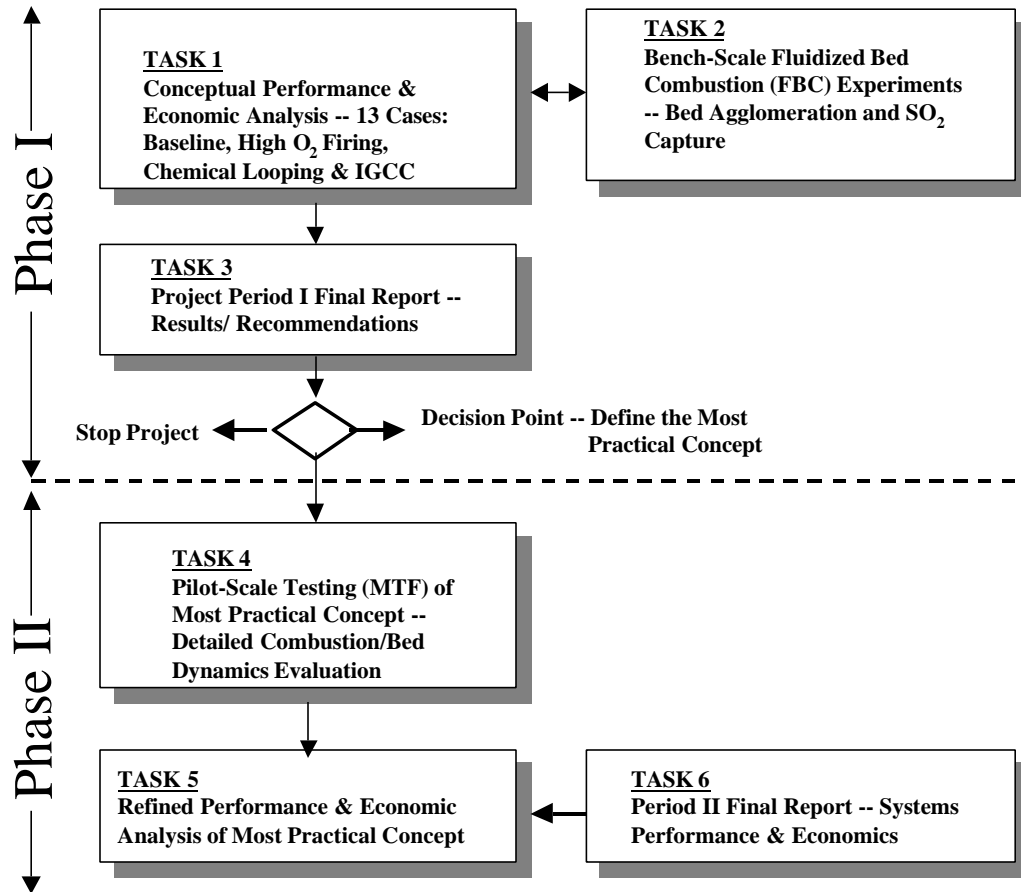 Phase I
TASK 1
Conceptual Performance &
Economic Analysis -- 13 Cases:
Baseline, High O2 Firing,
Chemical Looping & IGCC
TASK 2
Bench-Scale Fluidized Bed
Combustion (FBC) Experiments
-- Bed Agglomeration and SO2
Capture
TASK 3
Project Period I Final Report --
Results/ Recommendations
Stop Project
Decision Point -- Define the Most
Practical Concept
Phase II
TASK 4
Pilot-Scale Testing (MTF) of
Most Practical Concept --
Detailed Combustion/Bed
Dynamics Evaluation
TASK 5
Refined Performance & Economic
Analysis of Most Practical Concept
TASK 6
Period II Final Report -- Systems
Performance & Economics